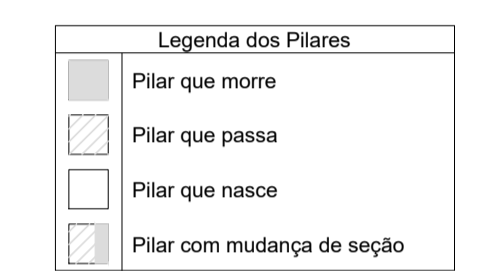 Legenda dos Pilares
Pilar que morre
Pilar que passa
Pilar que nasce
Pilar com mudança de seção